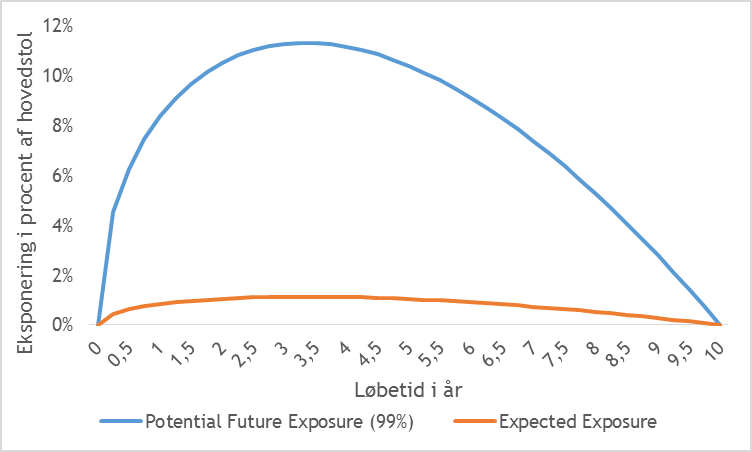 Eksponering i procent af hovedstol
12%
10%
8%
6%
4%
2%
0%
0 0,5 1 1,5 2 2,5 3 3,5 4 4,5 5 5,5 6 6,5 7 7,5 8 8,5 9 9,5 10
Løbetid i år
Potential Future Exposure (99%) Expected Exposure